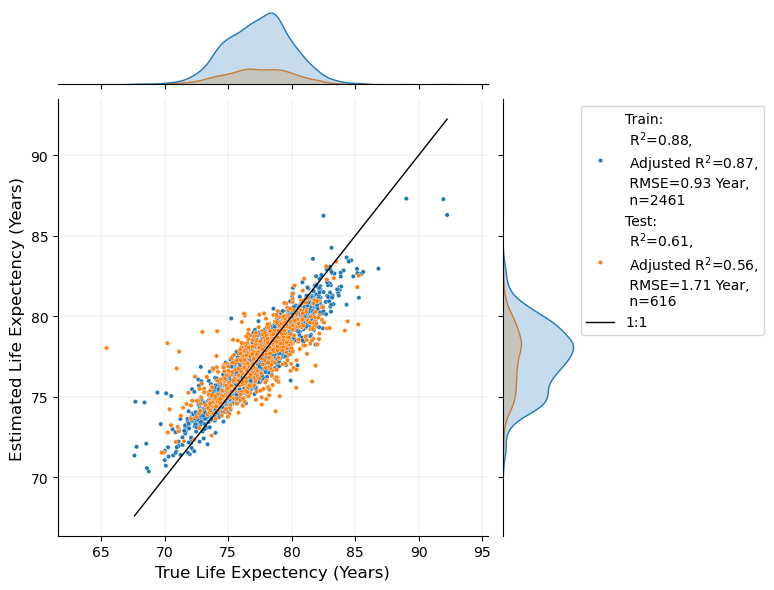 Train:
R²=0.88,
Adjusted R²=0.87,
RMSE=0.93 Year,
n=2461
Test:
R²=0.61,
Adjusted R²=0.56,
RMSE=1.71 Year,
n=616
1:1
Estimated Life Expectency (Years)
90
85
80
75
70
65 70 75 80 85 90 95
True Life Expectency (Years)